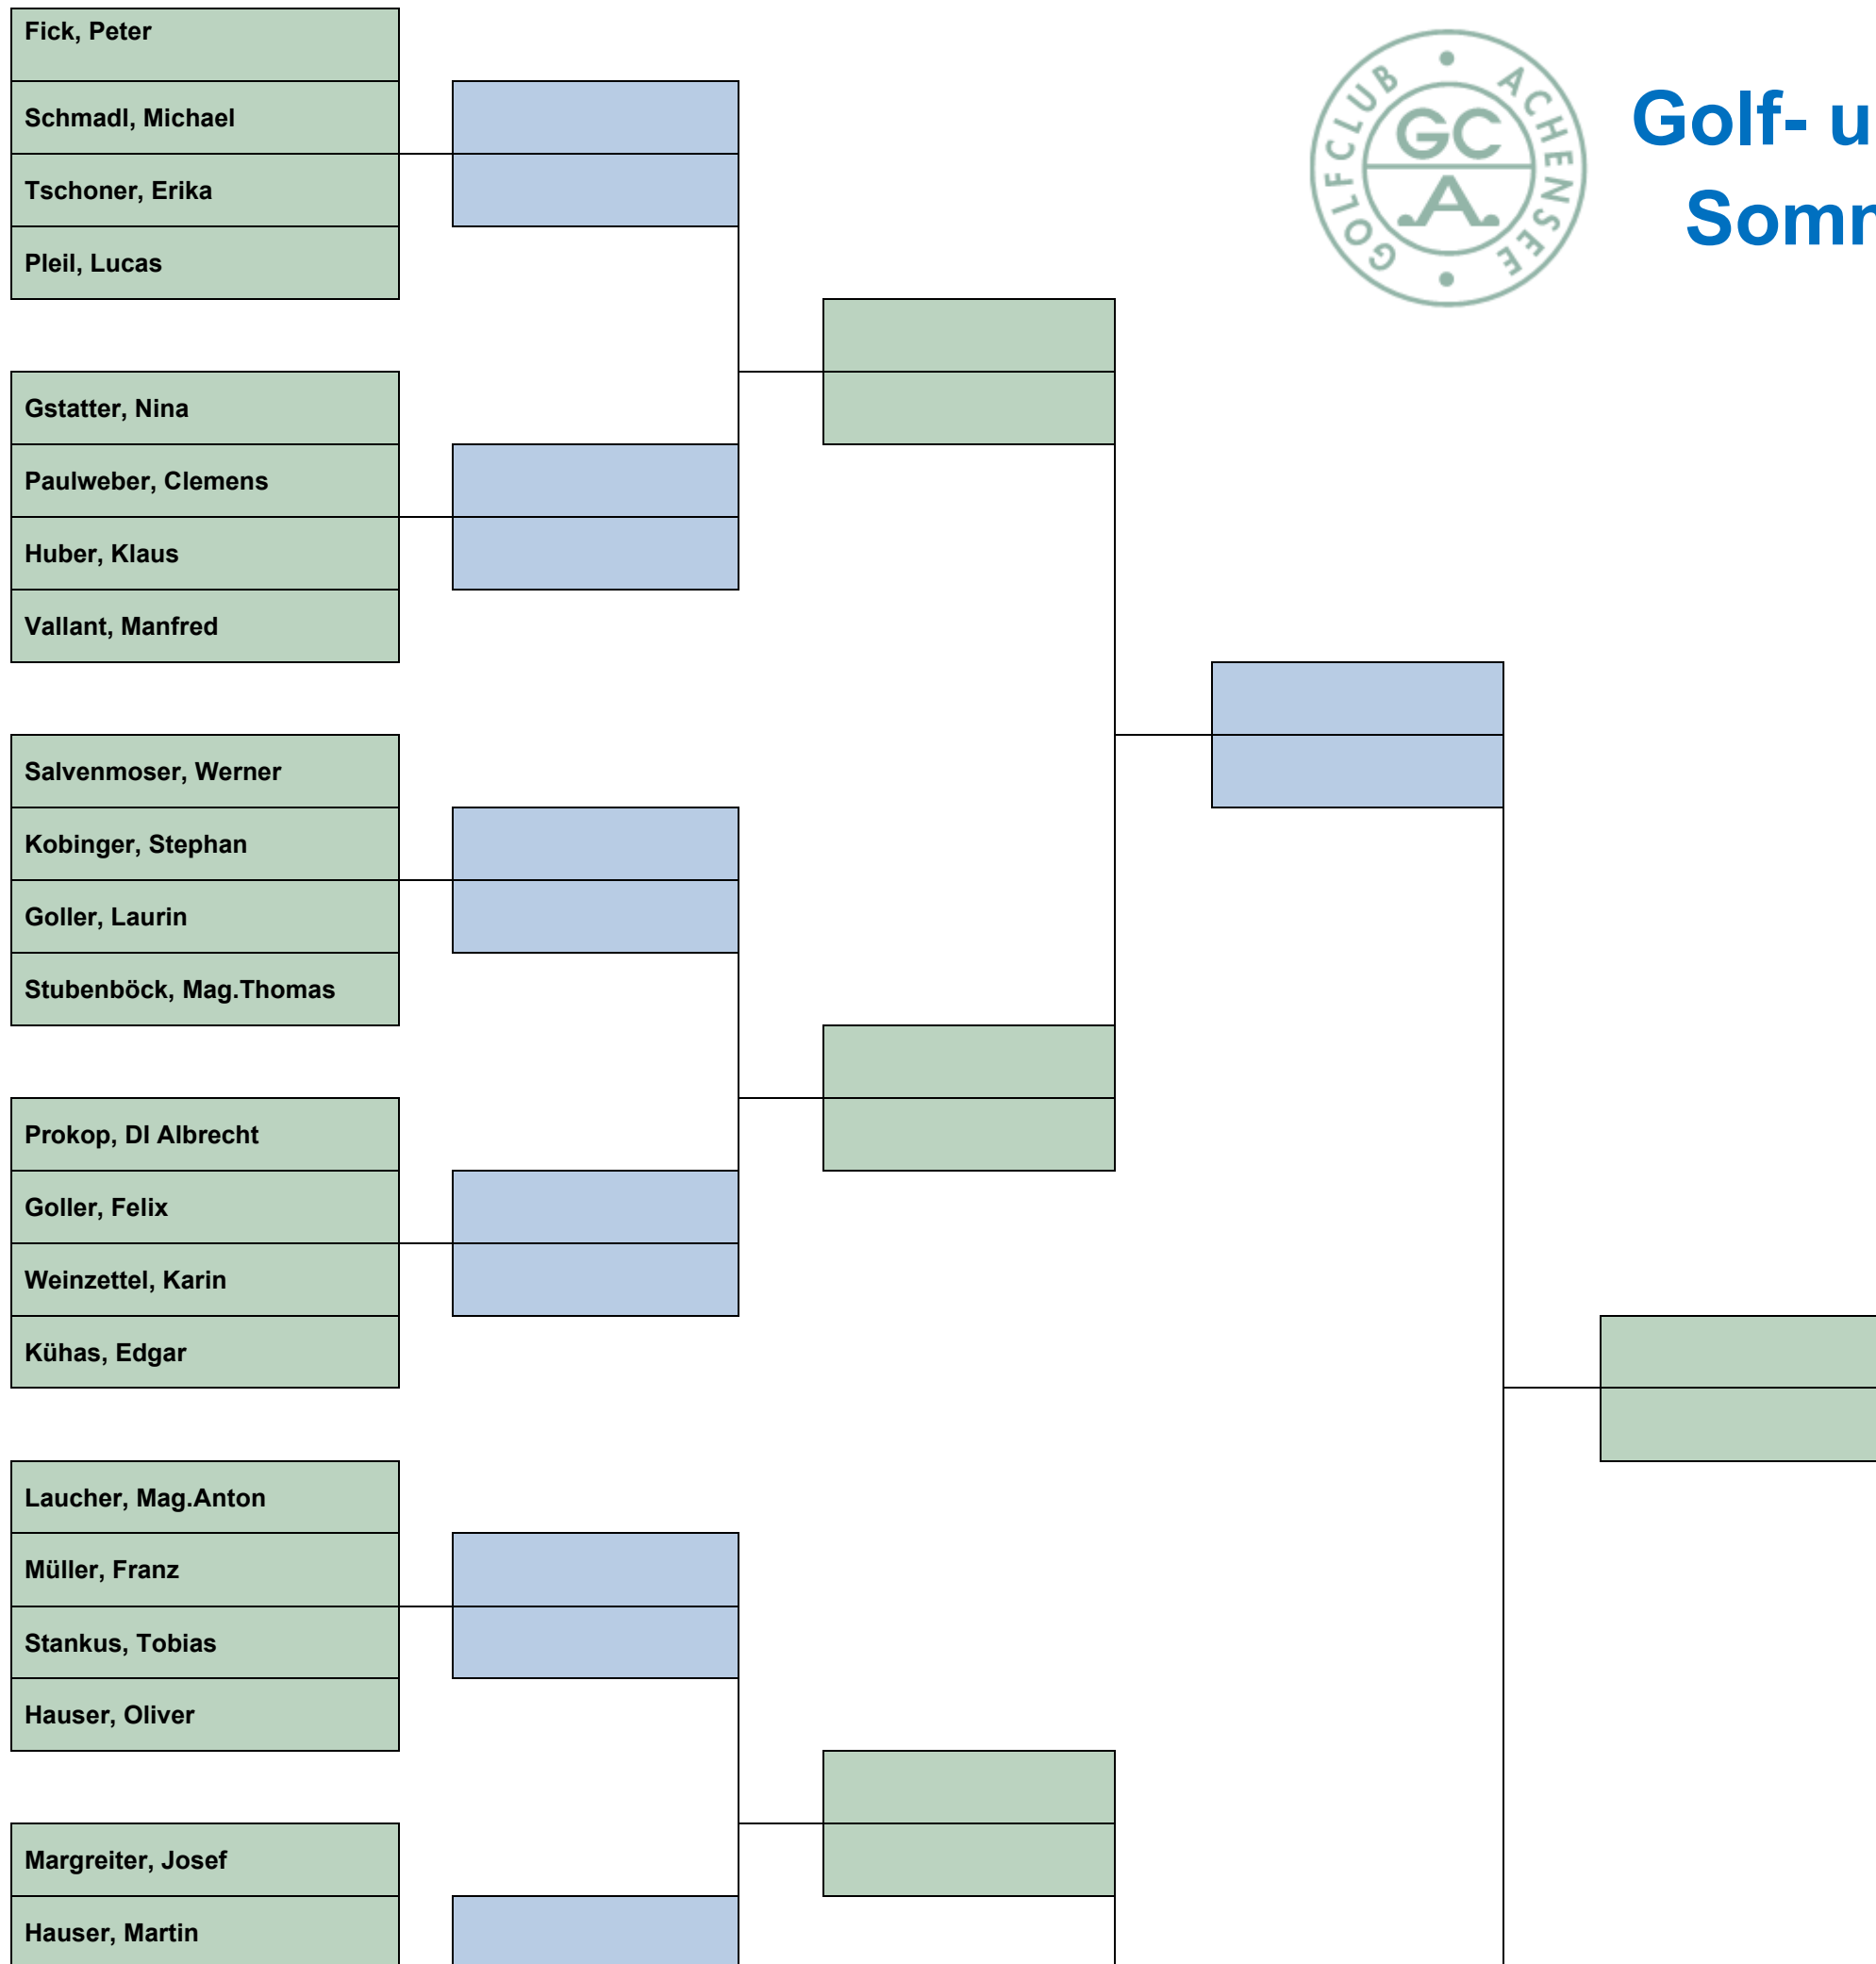 Fick, Peter
Schmadl, Michael
Tschoner, Erika
Pleil, Lucas
GOLFCLUB • ACHENSEE •
GC
A
Golf- u
Somm
Gstatter, Nina
Paulweber, Clemens
Huber, Klaus
Vallant, Manfred
Salvenmoser, Werner
Kobinger, Stephan
Goller, Laurin
Stubenböck, Mag.Thomas
Prokop, DI Albrecht
Goller, Felix
Weinzettel, Karin
Kühas, Edgar
Laucher, Mag.Anton
Müller, Franz
Stankus, Tobias
Hauser, Oliver
Margreiter, Josef
Hauser, Martin